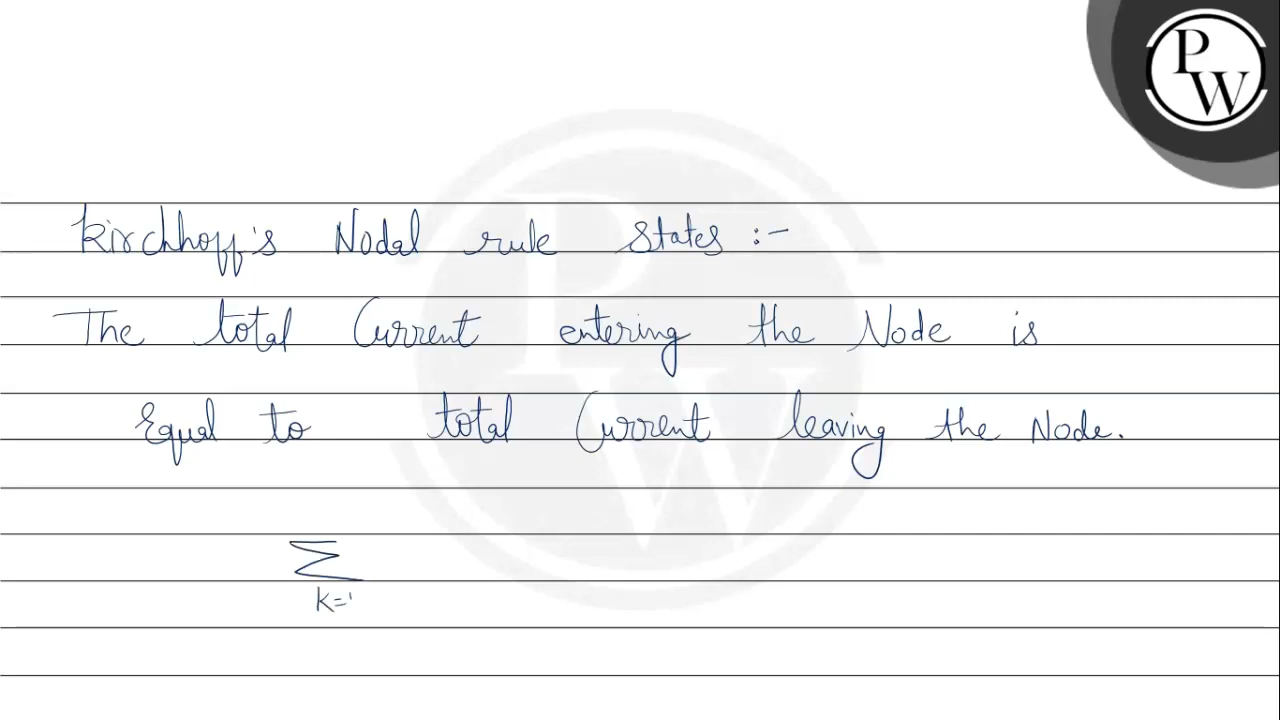 PW
Kirchhoff's Nodal rule states :-
The total Current entering the Node is
Equal to total Current leaving the Node.
Σ
K=1